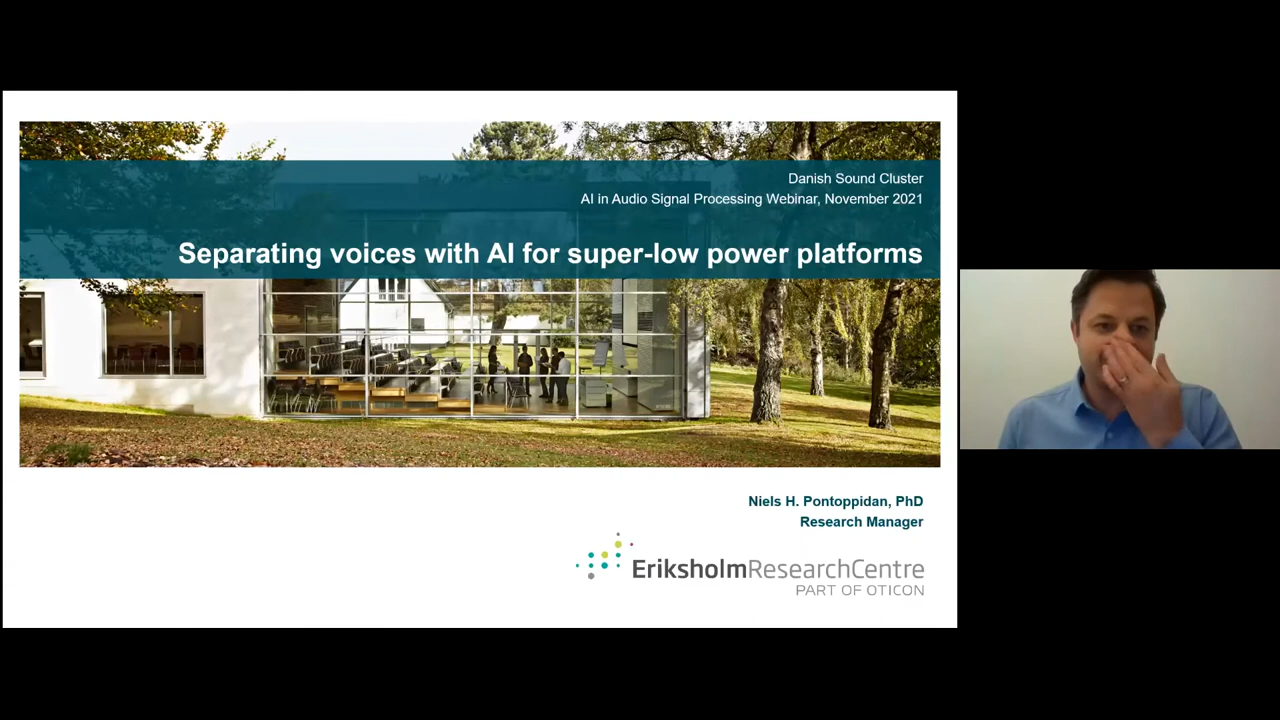 Danish Sound Cluster
AI in Audio Signal Processing Webinar, November 2021
Separating voices with AI for super-low power platforms
Niels H. Pontoppidan, PhD
Research Manager
EriksholmResearchCentre
PART OF OTICON